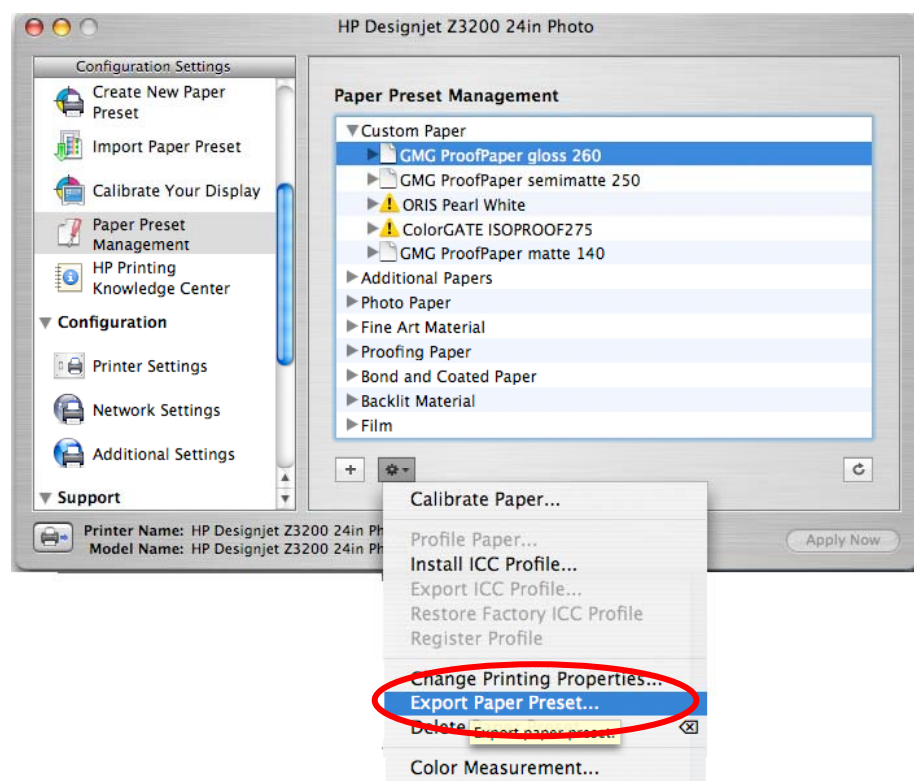 HP Designjet Z3200 24in Photo
Configuration Settings
Create New Paper
Preset
Import Paper Preset
Calibrate Your Display
Paper Preset
Management
HP Printing
Knowledge Center
Configuration
Printer Settings
Network Settings
Additional Settings
Support
Paper Preset Management
Custom Paper
GMG ProofPaper gloss 260
GMG ProofPaper semimatte 250
ORIS Pearl White
ColorGATE ISOPROOF275
GMG ProofPaper matte 140
Additional Papers
Photo Paper
Fine Art Material
Proofing Paper
Bond and Coated Paper
Backlit Material
Film
Printer Name: HP Designjet Z3200 24in Ph
Model Name: HP Designjet Z3200 24in Ph
Apply Now
Calibrate Paper...
Profile Paper...
Install ICC Profile...
Export ICC Profile...
Restore Factory ICC Profile
Register Profile
Change Printing Properties...
Export Paper Preset...
Delete
Export paper preset.
Color Measurement...